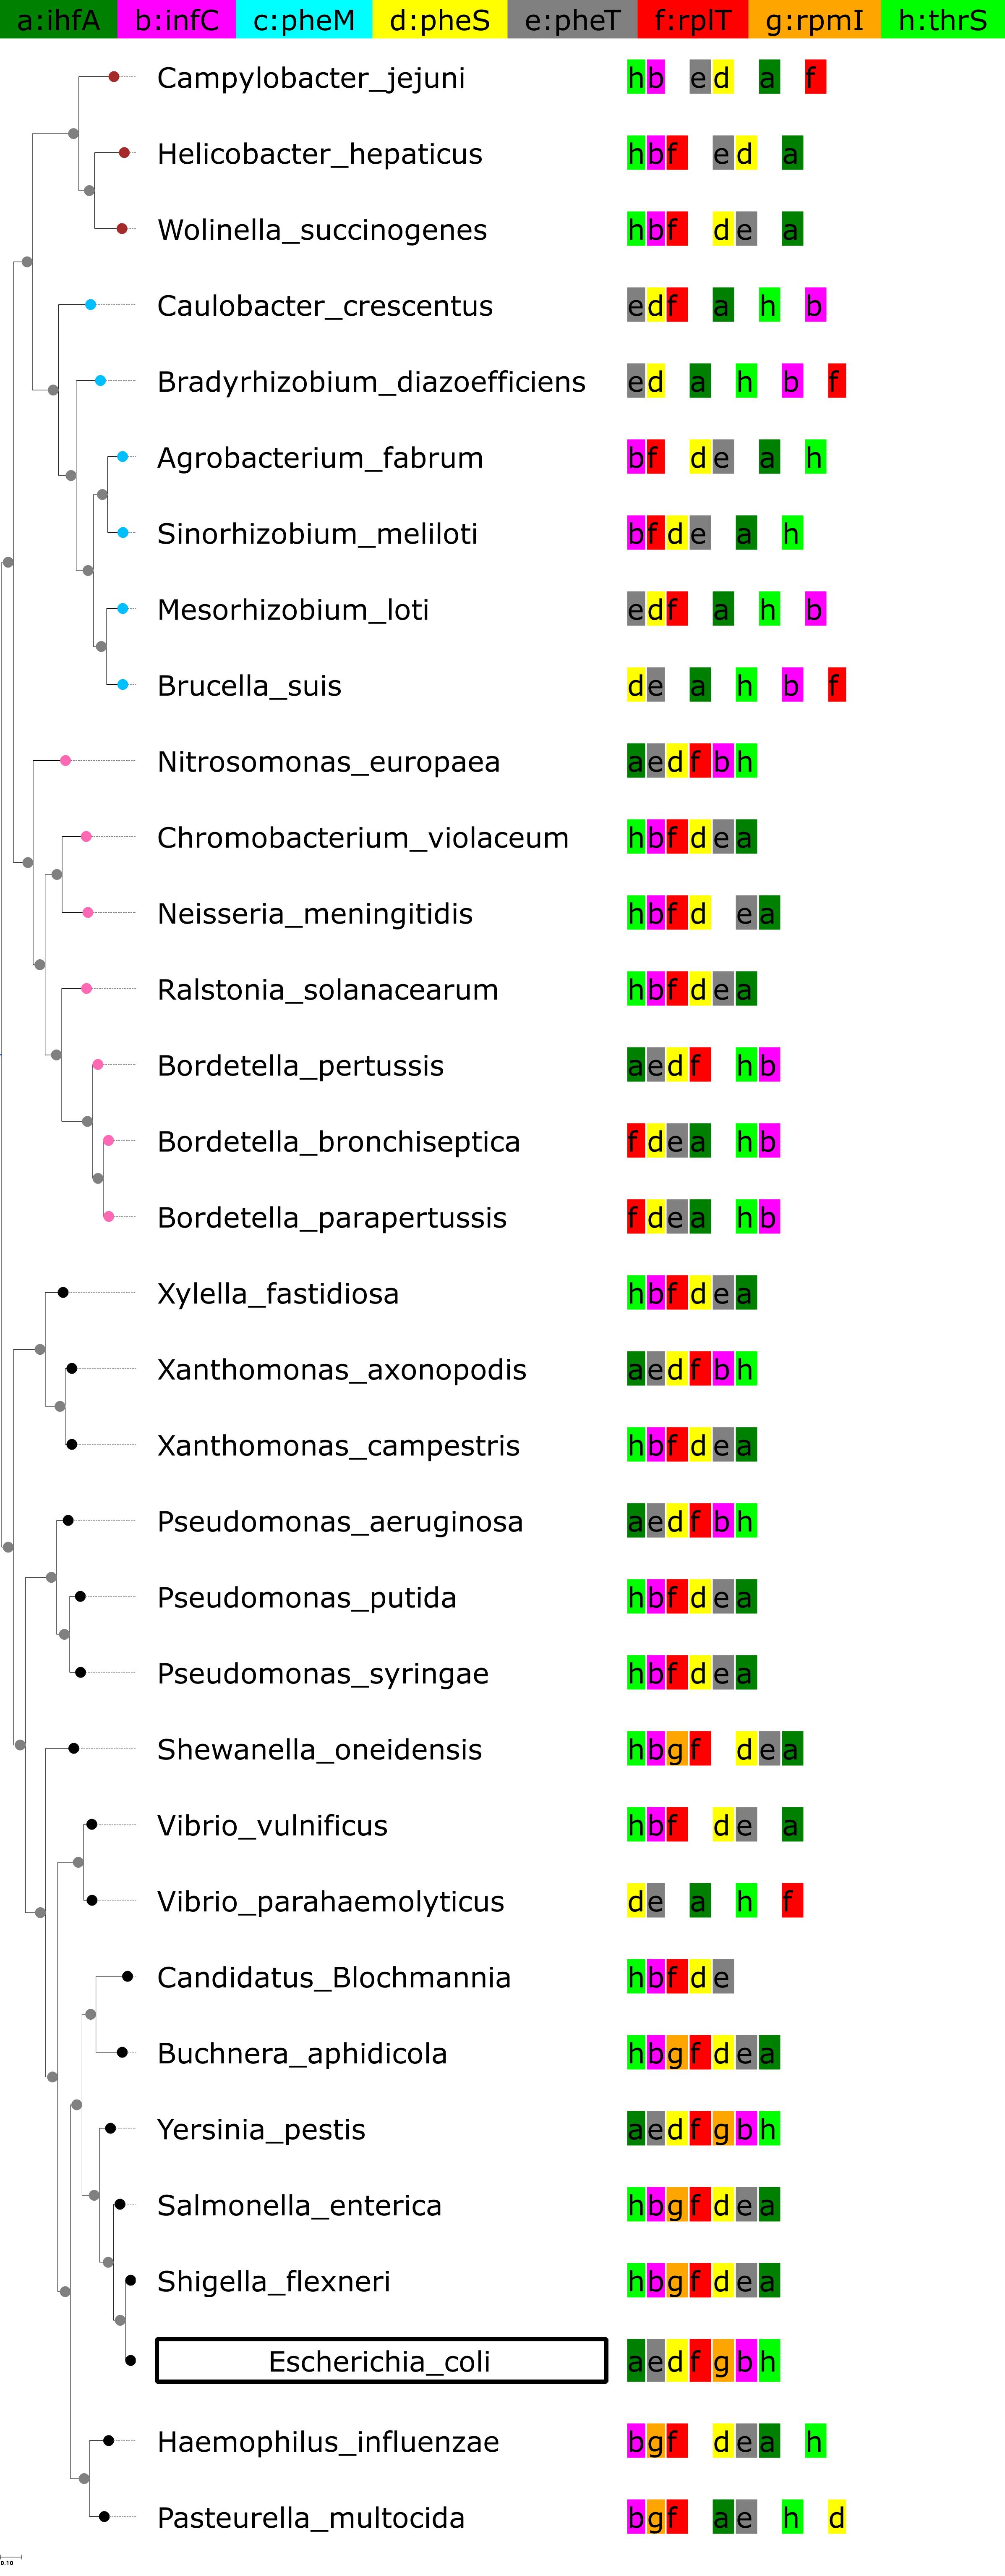 a:ihfA b:infC c:pheM d:pheS e:pheT f:rplT g:rpmI h:thrS
Campylobacter_jejuni hb ed a f
Helicobacter_hepaticus hbf ed a
Wolinella_succinogenes hbf de a
Caulobacter_crescentus edf a h b
Bradyrhizobium_diazoefficiens ed a h b f
Agrobacterium_fabrum bf de a h
Sinorhizobium_meliloti bfde a h
Mesorhizobium_loti edf a h b
Brucella_suis de a h b f
Nitrosomonas_europaea aedfbh
Chromobacterium_violaceum hbfdea
Neisseria_meningitidis hbfd ea
Ralstonia_solanacearum hbfdea
Bordetella_pertussis aedf hb
Bordetella_bronchiseptica fdea hb
Bordetella_parapertussis fdea hb
Xylella_fastidiosa hbfdea
Xanthomonas_axonopodis aedfbh
Xanthomonas_campestris hbfdea
Pseudomonas_aeruginosa aedfbh
Pseudomonas_putida hbfdea
Pseudomonas_syringae hbfdea
Shewanella_oneidensis hbgf dea
Vibrio_vulnificus hbf de a
Vibrio_parahaemolyticus de a h f
Candidatus_Blochmannia hbfde
Buchnera_aphidicola hbgfdea
Yersinia_pestis aedfgbh
Salmonella_enterica hbgfdea
Shigella_flexneri hbgfdea
Escherichia_coli aedfgbh
Haemophilus_influenzae bgf dea h
Pasteurella_multocida bgf ae h d
0.10